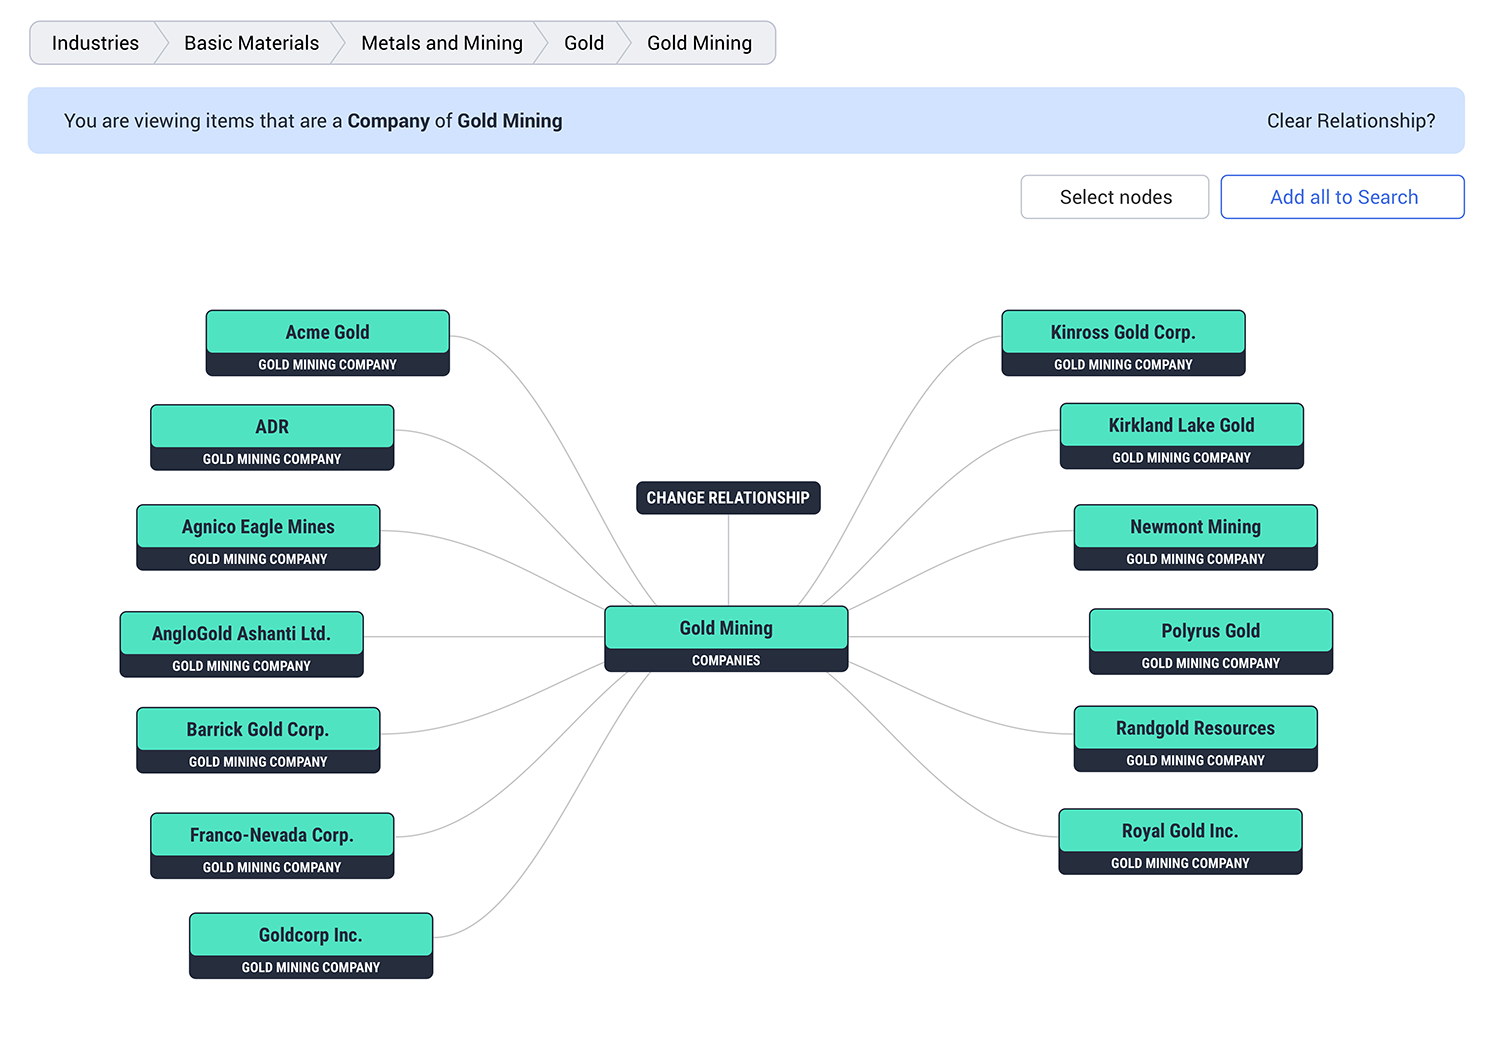 Industries
Basic Materials
Metals and Mining
Gold
Gold Mining
You are viewing items that are a Company of Gold Mining
Clear Relationship?
Select nodes
Add all to Search
Acme Gold
GOLD MINING COMPANY
ADR
GOLD MINING COMPANY
Agnico Eagle Mines
GOLD MINING COMPANY
AngloGold Ashanti Ltd.
GOLD MINING COMPANY
Barrick Gold Corp.
GOLD MINING COMPANY
Franco-Nevada Corp.
GOLD MINING COMPANY
Goldcorp Inc.
GOLD MINING COMPANY
CHANGE RELATIONSHIP
Gold Mining
COMPANIES
Kinross Gold Corp.
GOLD MINING COMPANY
Kirkland Lake Gold
GOLD MINING COMPANY
Newmont Mining
GOLD MINING COMPANY
Polyrus Gold
GOLD MINING COMPANY
Randgold Resources
GOLD MINING COMPANY
Royal Gold Inc.
GOLD MINING COMPANY